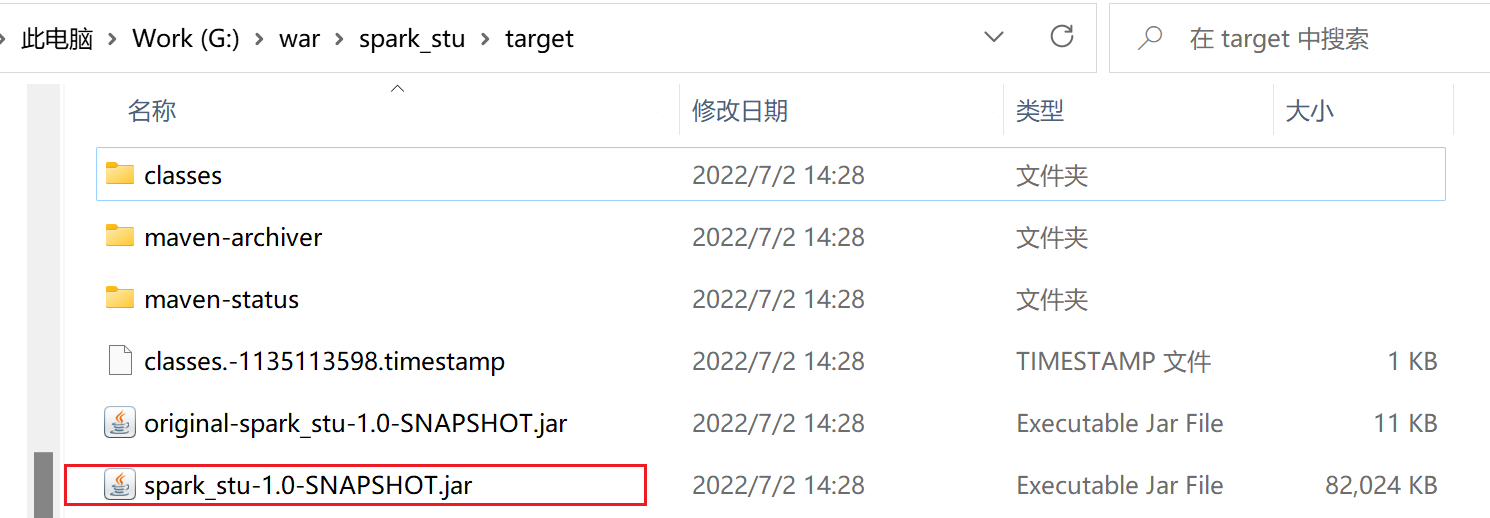 此电脑 > Work (G:) > war > spark_stu > target 在 target 中搜索
名称 修改日期 类型 大小
classes 2022/7/2 14:28 文件夹
maven-archiver 2022/7/2 14:28 文件夹
maven-status 2022/7/2 14:28 文件夹
classes.-1135113598.timestamp 2022/7/2 14:28 TIMESTAMP 文件 1 KB
original-spark_stu-1.0-SNAPSHOT.jar 2022/7/2 14:28 Executable Jar File 11 KB
spark_stu-1.0-SNAPSHOT.jar 2022/7/2 14:28 Executable Jar File 82,024 KB